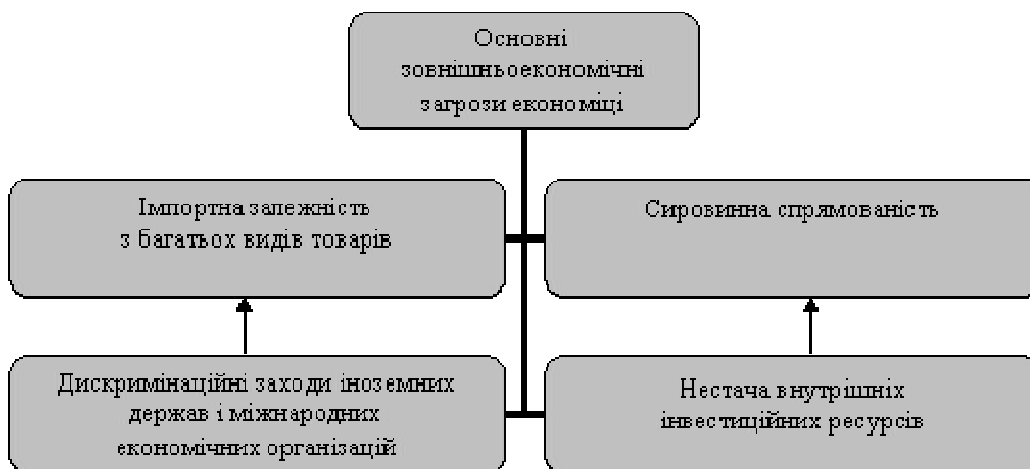 Основні
зовнішньоекономічні
загрози економіці
Імпортна залежність
з багатьох видів товарів
Сировинна спрямованість
Дискримінаційні заходи іноземних
держав і міжнародних
економічних організацій
Нестача внутрішніх
інвестиційних ресурсів